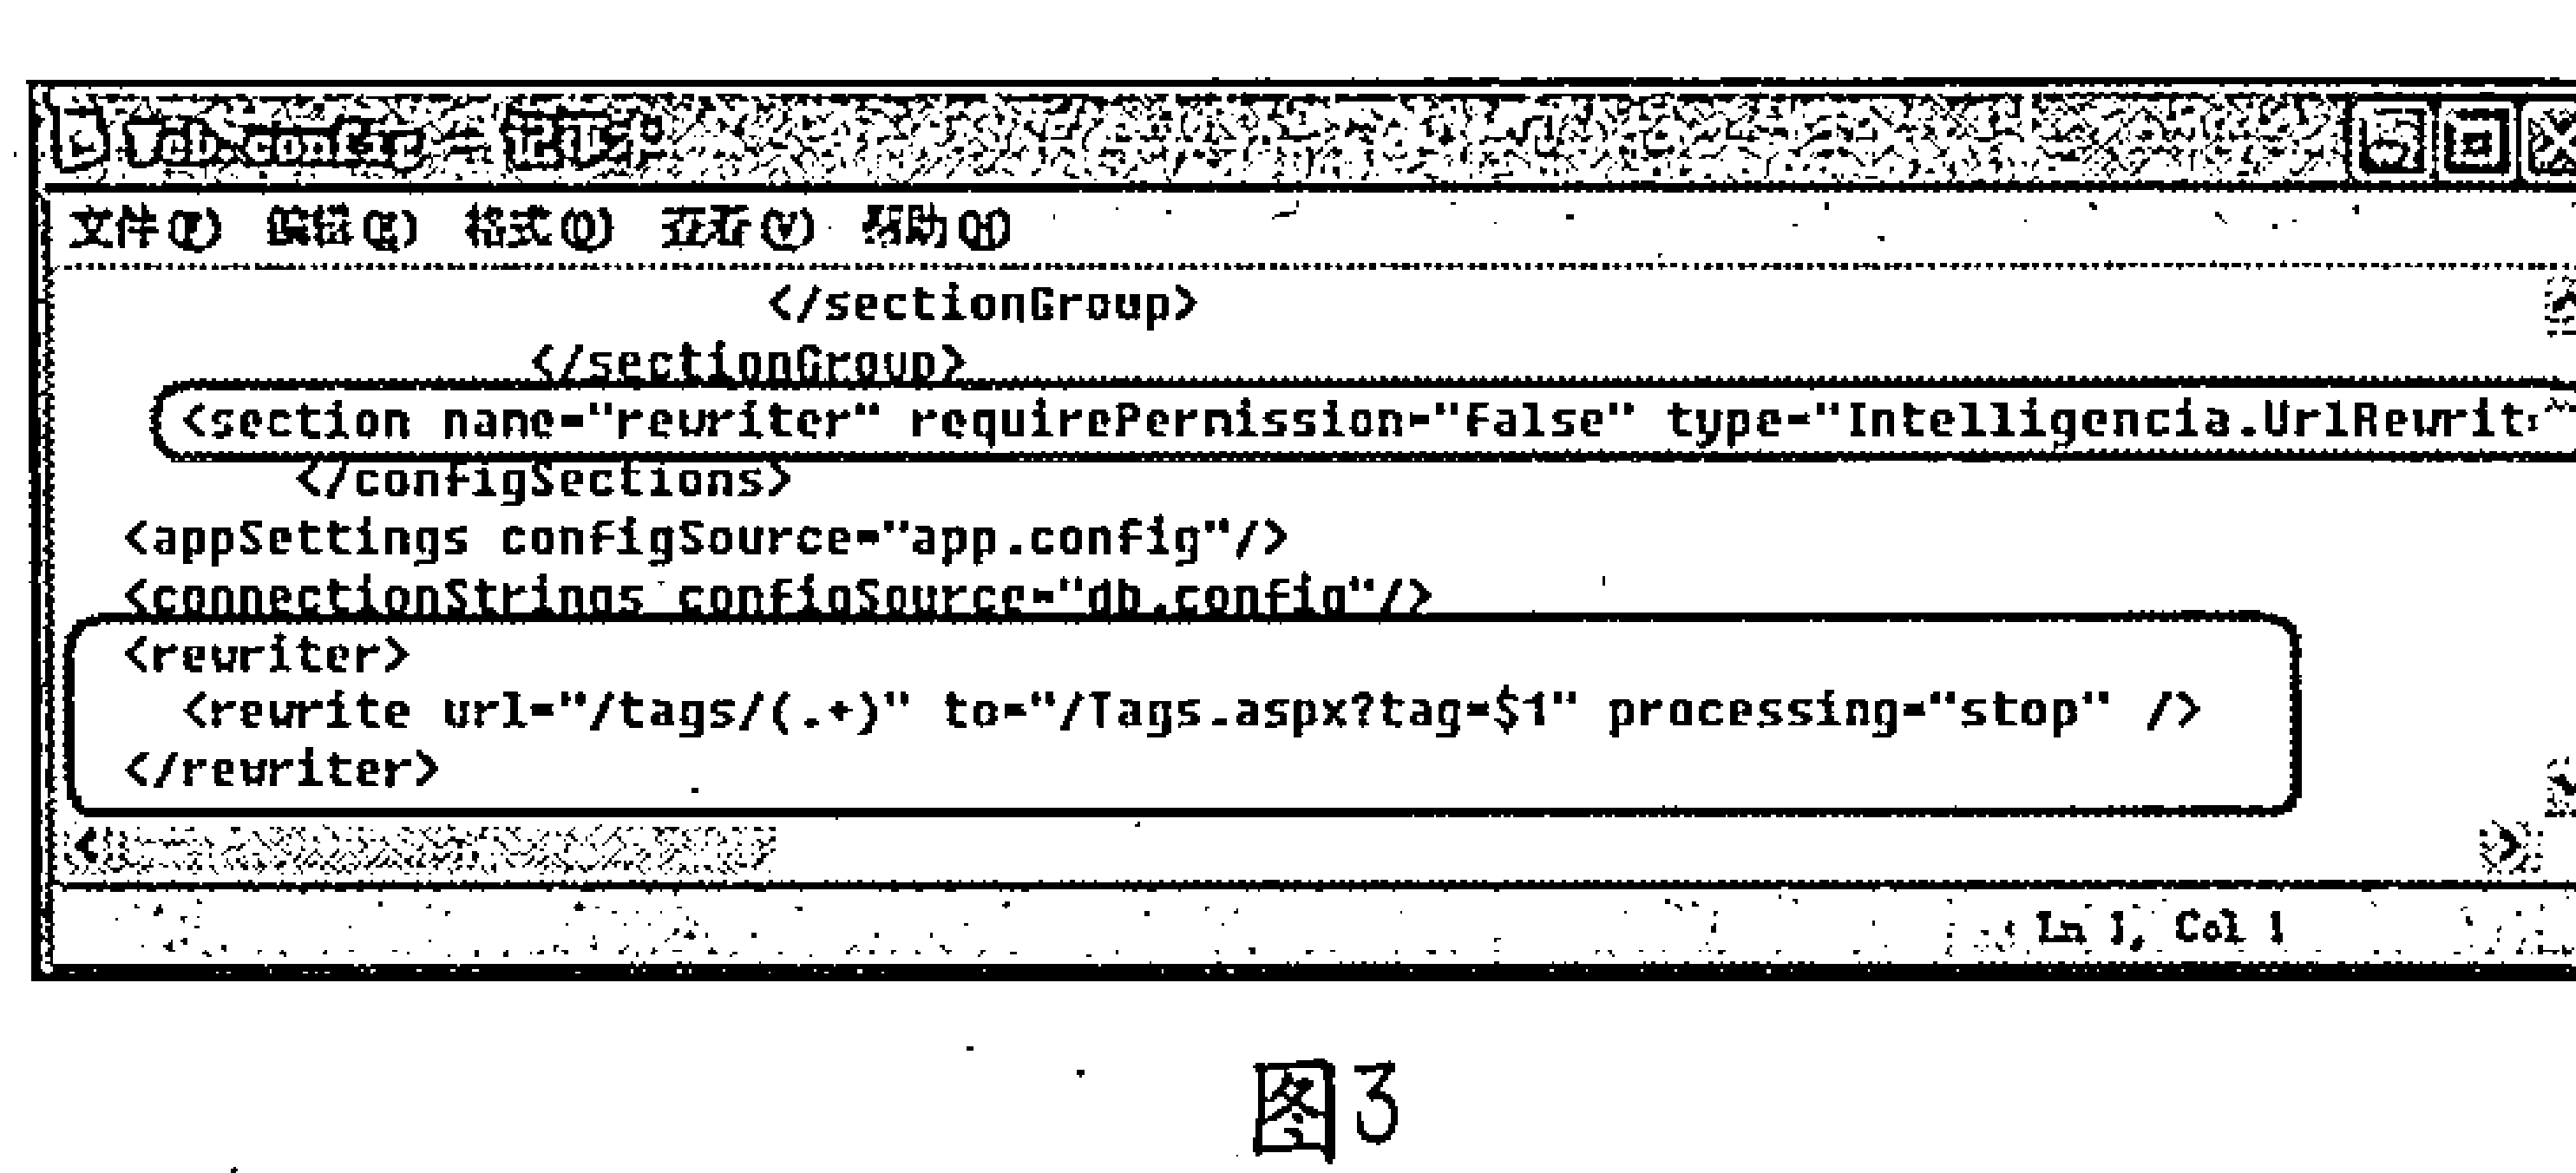 Web.config - 记事本
文件(F) 编辑(E) 格式(O) 查看(V) 帮助(H)
</sectionGroup>
</sectionGroup>
<section name="rewriter" requirePermission="false" type="Intelligencia.UrlRewrit
</configSections>
<appSettings configSource="app.config"/>
<connectionStrings configSource="db.config"/>
<rewriter>
<rewrite url="/tags/(.+)" to="/Tags.aspx?tag=$1" processing="stop" />
</rewriter>
Ln 1, Col 1
图3